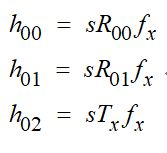 h₀₀ = sR₀₀fₓ
h₀₁ = sR₀₁fₓ
h₀₂ = sTₓfₓ